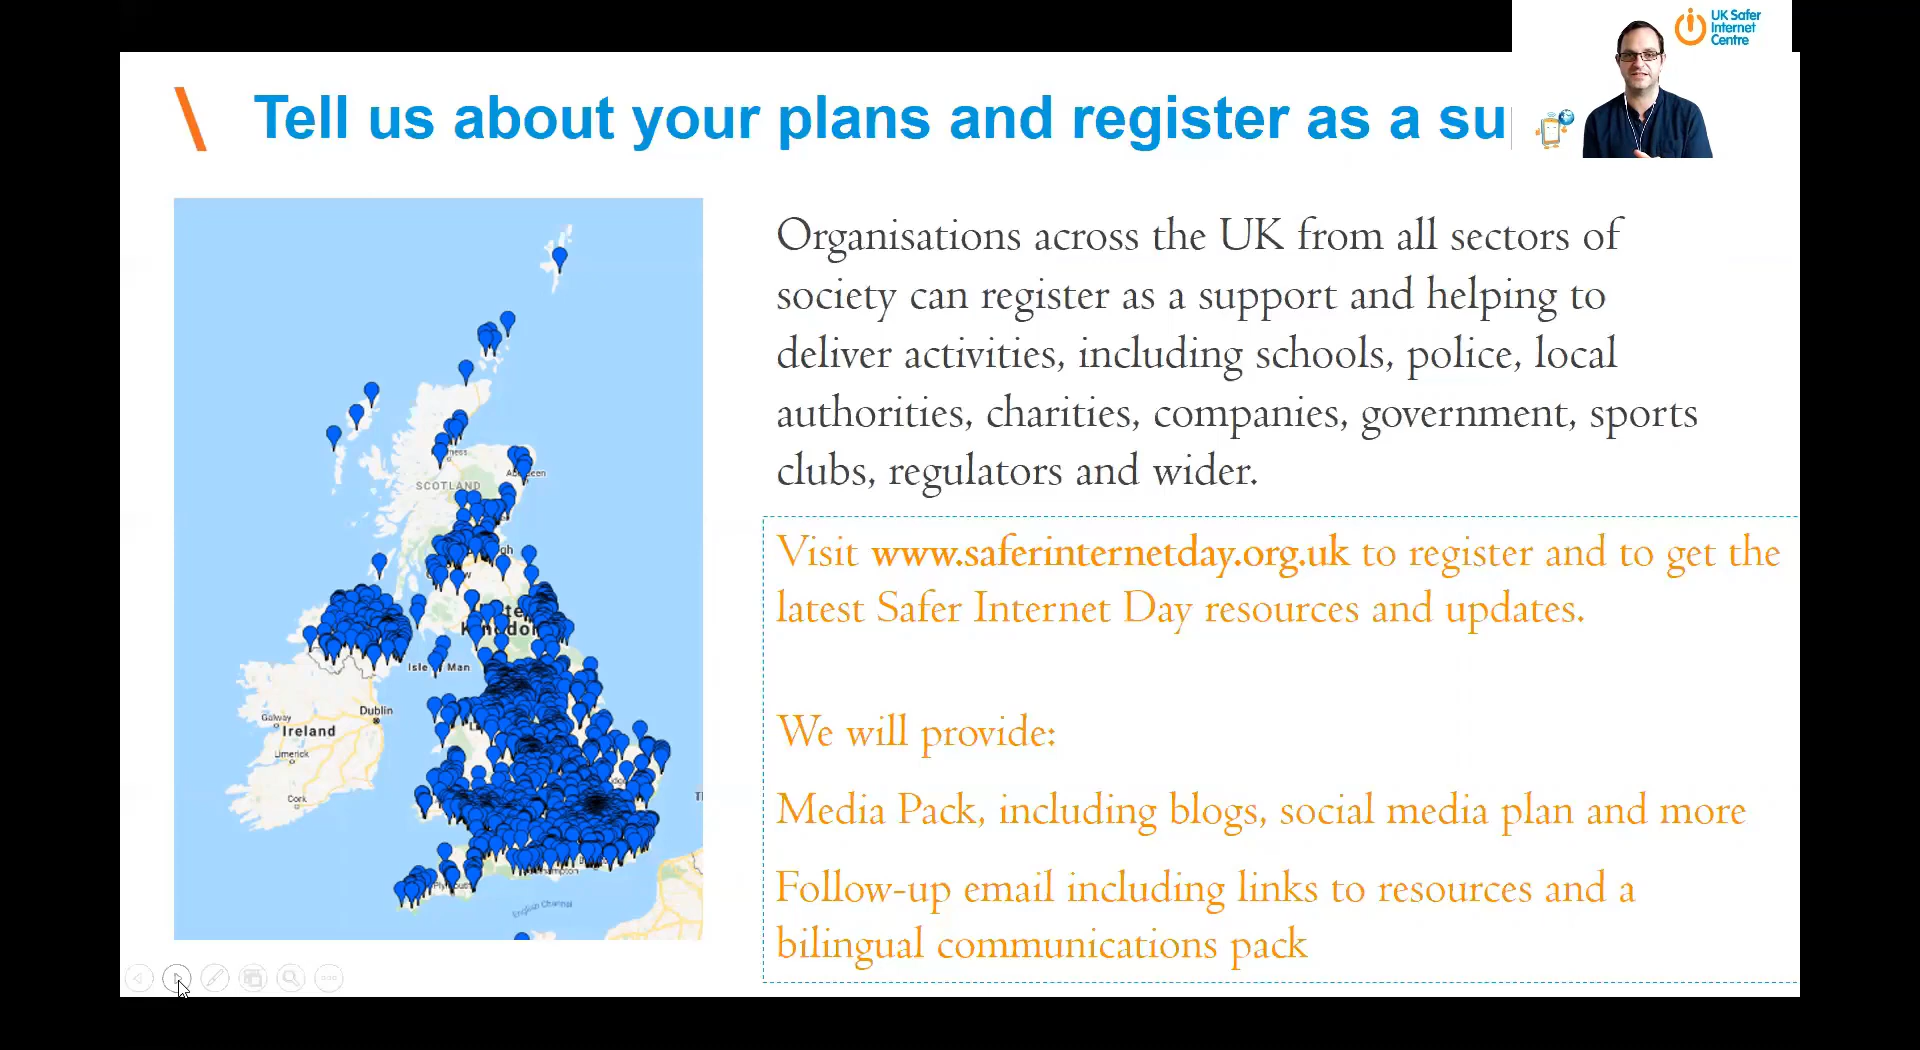 UK Safer
Internet
Centre
\ Tell us about your plans and register as a su
Organisations across the UK from all sectors of
society can register as a support and helping to
deliver activities, including schools, police, local
authorities, charities, companies, government, sports
clubs, regulators and wider.
Visit www.saferinternetday.org.uk to register and to get the
latest Safer Internet Day resources and updates.
We will provide:
Media Pack, including blogs, social media plan and more
Follow-up email including links to resources and a
bilingual communications pack
SCOTLAND
Isle of Man
Dublin
Galway
Ireland
Limerick
Cork
English Channel